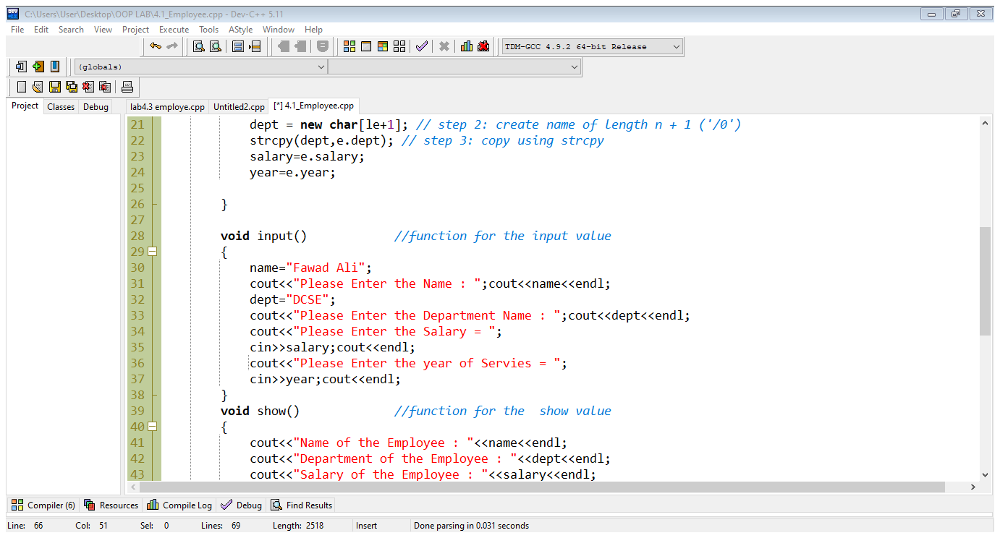 C:\Users\User\Desktop\OOP LAB\4.1_Employee.cpp - Dev-C++ 5.11
File Edit Search View Project Execute Tools AStyle Window Help
TDM-GCC 4.9.2 64-bit Release
(globals)
Project Classes Debug lab4.3 employe.cpp Untitled2.cpp [*] 4.1_Employee.cpp
21 dept = new char[le+1]; // step 2: create name of length n + 1 ('/0')
22 strcpy(dept,e.dept); // step 3: copy using strcpy
23 salary=e.salary;
24 year=e.year;
25
26 }
27
28 void input() //function for the input value
29 {
30 name="Fawad Ali";
31 cout<<"Please Enter the Name : ";cout<<name<<endl;
32 dept="DCSE";
33 cout<<"Please Enter the Department Name : ";cout<<dept<<endl;
34 cout<<"Please Enter the Salary = ";
35 cin>>salary;cout<<endl;
36 cout<<"Please Enter the year of Servies = ";
37 cin>>year;cout<<endl;
38 }
39 void show() //function for the  show value
40 {
41 cout<<"Name of the Employee : "<<name<<endl;
42 cout<<"Department of the Employee : "<<dept<<endl;
43 cout<<"Salary of the Employee : "<<salary<<endl;
Compiler (6) Resources Compile Log Debug Find Results
Line: 66 Col: 51 Sel: 0 Lines: 69 Length: 2518 Insert Done parsing in 0.031 seconds